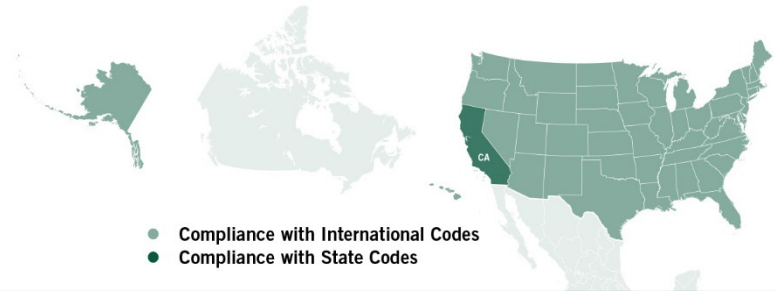 CA
Compliance with International Codes
Compliance with State Codes